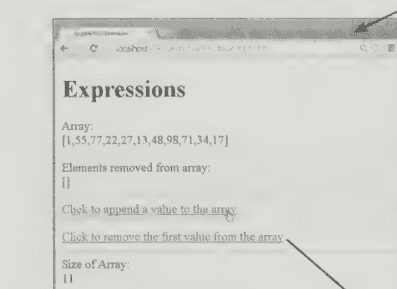 Expressions
Array:
[1,55,77,22,27,13,48,98,71,34,17]
Elements removed from array:
[]
Click to append a value to the array
Click to remove the first value from the array
Size of Array:
11